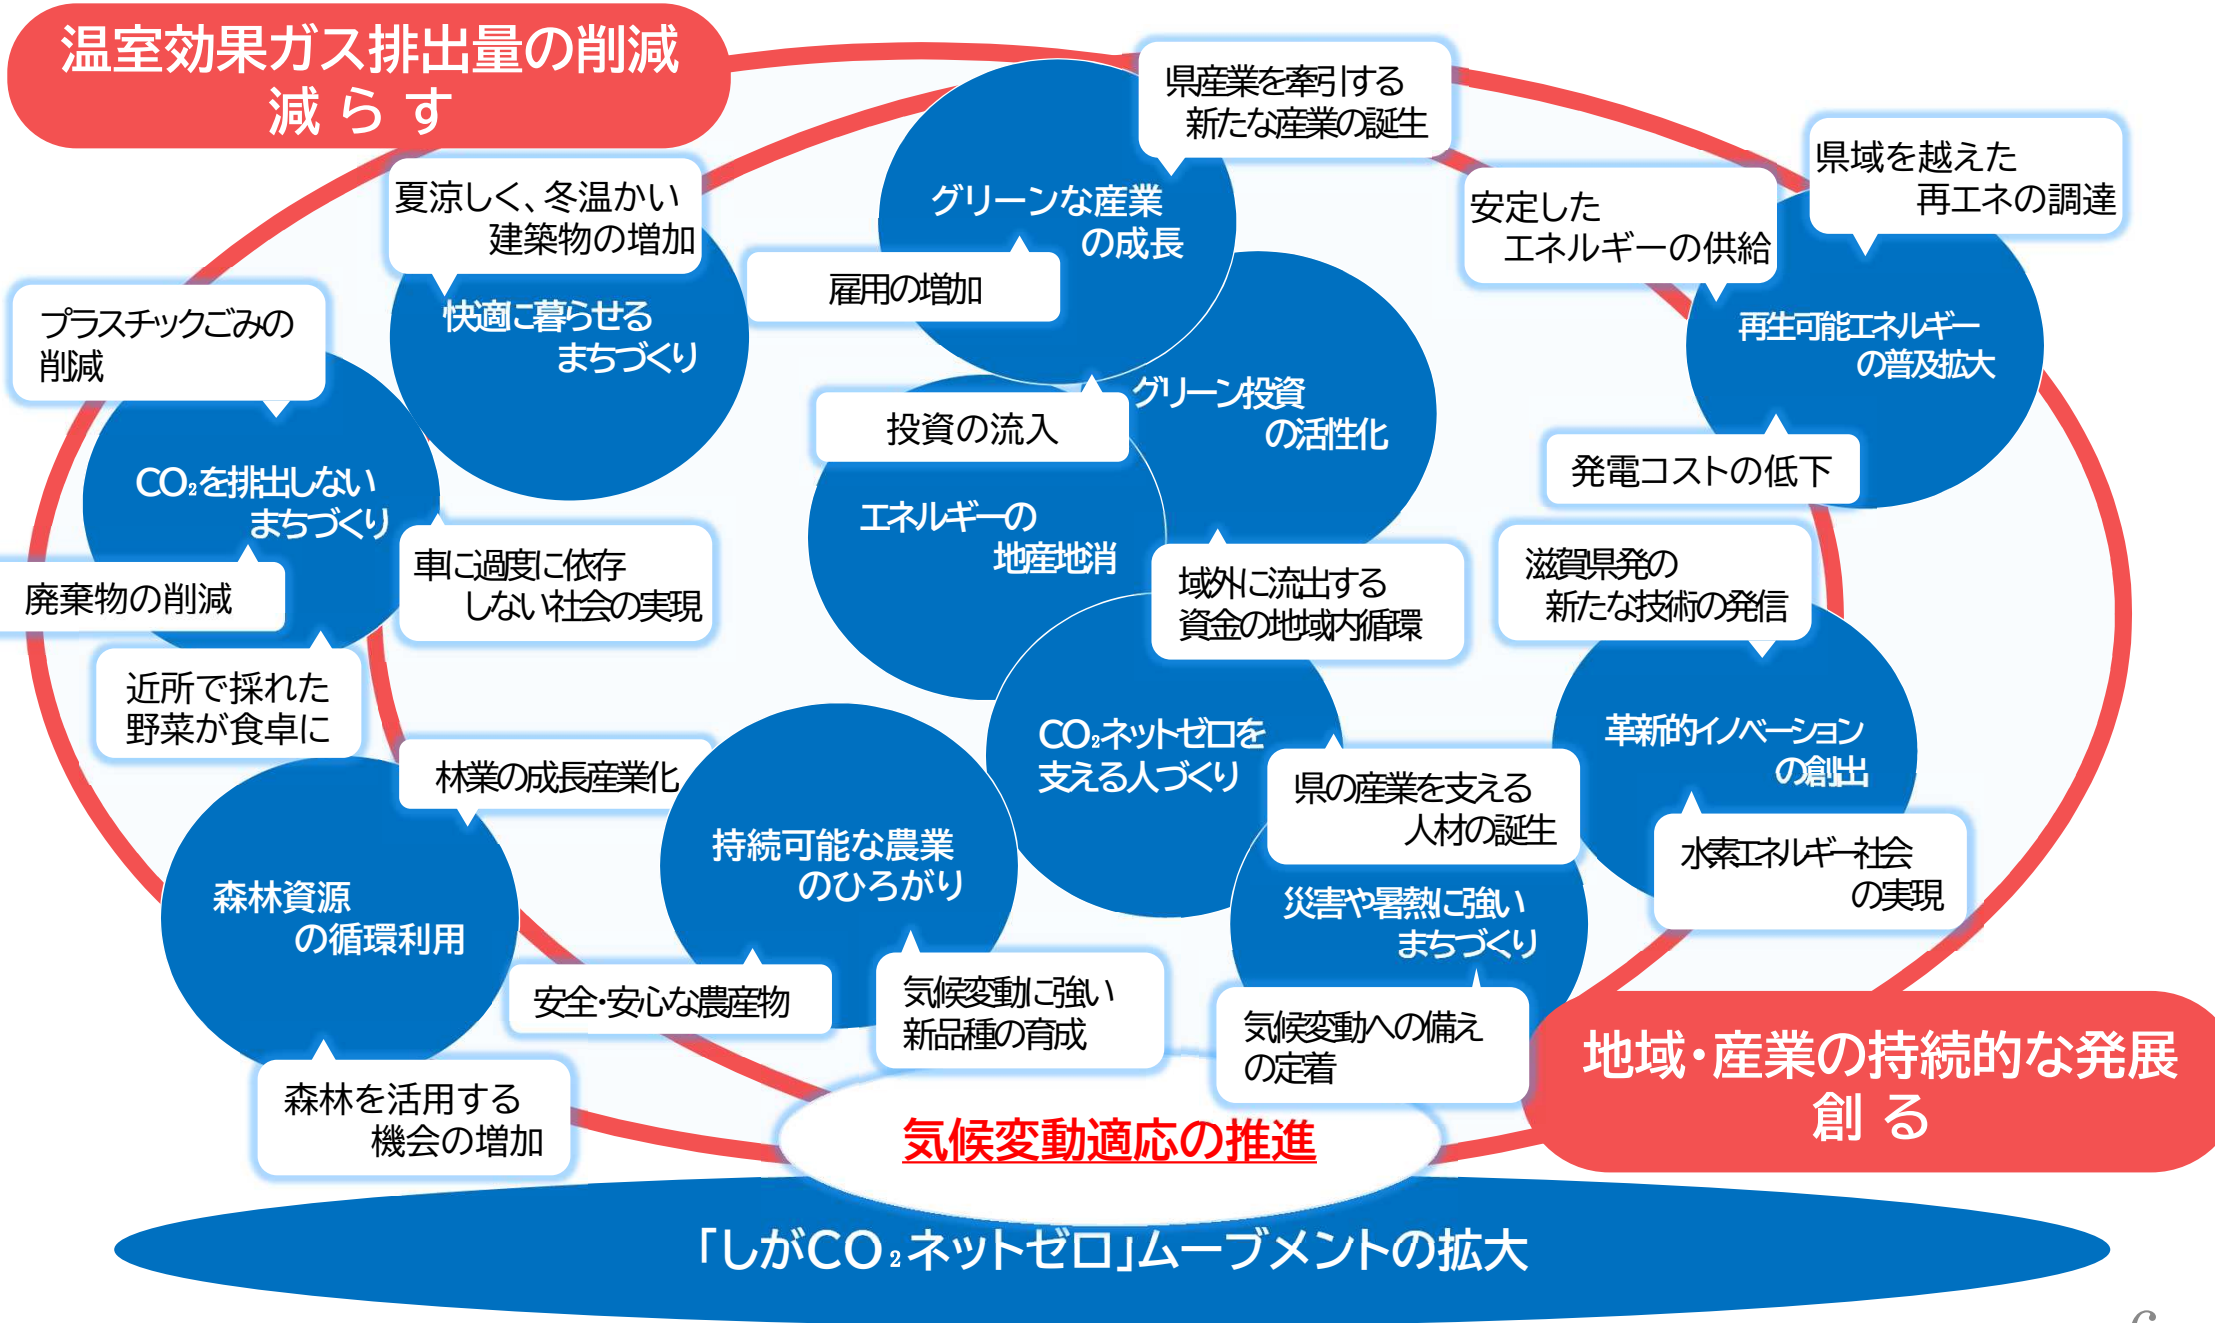 温室効果ガス排出量の削減
減らす
県産業を牽引する
新たな産業の誕生
県域を越えた
再エネの調達
夏涼しく、冬温かい
建築物の増加
グリーンな産業
の成長
安定した
エネルギーの供給
雇用の増加
プラスチックごみの
削減
快適に暮らせる
まちづくり
再生可能エネルギー
の普及拡大
投資の流入
グリーン投資
の活性化
発電コストの低下
CO₂を排出しない
まちづくり
エネルギーの
地産地消
廃棄物の削減
車に過度に依存
しない社会の実現
域外に流出する
資金の地域内循環
滋賀県発の
新たな技術の発信
近所で採れた
野菜が食卓に
林業の成長産業化
CO₂ネットゼロを
支える人づくり
革新的イノベーション
の創出
県の産業を支える
人材の誕生
持続可能な農業
のひろがり
水素エネルギー社会
の実現
森林資源
の循環利用
災害や暑熱に強い
まちづくり
安全・安心な農産物
気候変動に強い
新品種の育成
気候変動への備え
の定着
地域・産業の持続的な発展
創る
森林を活用する
機会の増加
気候変動適応の推進
「しがCO₂ネットゼロ」ムーブメントの拡大